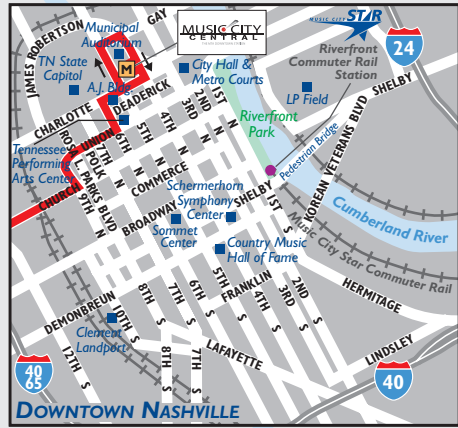 MUSIC CITY
CENTRAL
MUSIC CITY
STAR
24
Municipal
Auditorium
GAY
JAMES ROBERTSON
TN State
Capitol
M
City Hall &
Metro Courts
Riverfront
Commuter Rail
Station
SHELBY
A.J. Bldg.
DEADERICK
LP Field
CHARLOTTE
UNION
2ND
1ST
3RD
4TH
5TH
6TH
7TH
N
N
N
N
N
Riverfront
Park
Pedestrian Bridge
KOREAN VETERANS BLVD
Tennessee
Performing
Arts Center
POLK
ROSA L. PARKS BLVD
9TH N
CHURCH
COMMERCE
Schermerhorn
Symphony
Center
SHELBY
1ST S
Cumberland River
BROADWAY
Sommet
Center
Country Music
Hall of Fame
Music City Star Commuter Rail
DEMONBREUN
10TH S
8TH S
7TH S
6TH S
5TH S
FRANKLIN
4TH S
3RD S
2ND S
HERMITAGE
Clement
Landport
12TH S
8TH S
7TH S
LAFAYETTE
LINDSLEY
40
65
40
DOWNTOWN NASHVILLE